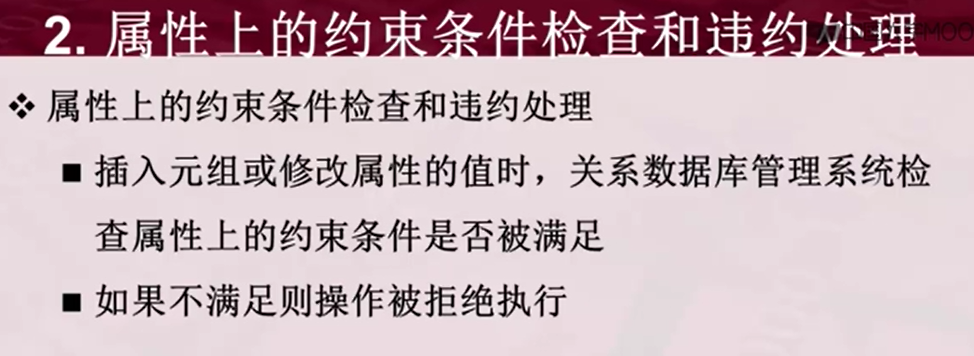 2. 属性上的约束条件检查和违约处理
❖ 属性上的约束条件检查和违约处理
■ 插入元组或修改属性的值时，关系数据库管理系统检
查属性上的约束条件是否被满足
■ 如果不满足则操作被拒绝执行